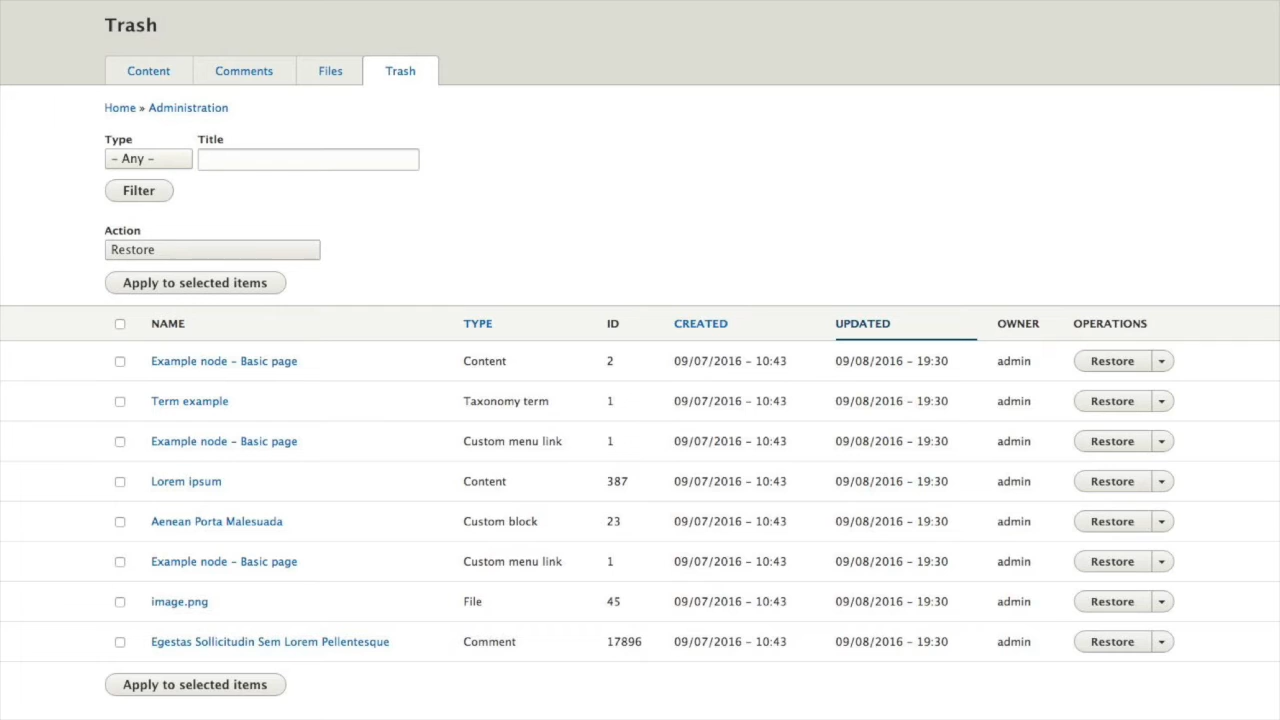 Trash
Content Comments Files Trash
Home » Administration
Type Title
– Any –
Filter
Action
Restore
Apply to selected items
NAME TYPE ID CREATED UPDATED OWNER OPERATIONS
Example node – Basic page Content 2 09/07/2016 – 10:43 09/08/2016 – 19:30 admin Restore
Term example Taxonomy term 1 09/07/2016 – 10:43 09/08/2016 – 19:30 admin Restore
Example node – Basic page Custom menu link 1 09/07/2016 – 10:43 09/08/2016 – 19:30 admin Restore
Lorem ipsum Content 387 09/07/2016 – 10:43 09/08/2016 – 19:30 admin Restore
Aenean Porta Malesuada Custom block 23 09/07/2016 – 10:43 09/08/2016 – 19:30 admin Restore
Example node – Basic page Custom menu link 1 09/07/2016 – 10:43 09/08/2016 – 19:30 admin Restore
image.png File 45 09/07/2016 – 10:43 09/08/2016 – 19:30 admin Restore
Egestas Sollicitudin Sem Lorem Pellentesque Comment 17896 09/07/2016 – 10:43 09/08/2016 – 19:30 admin Restore
Apply to selected items